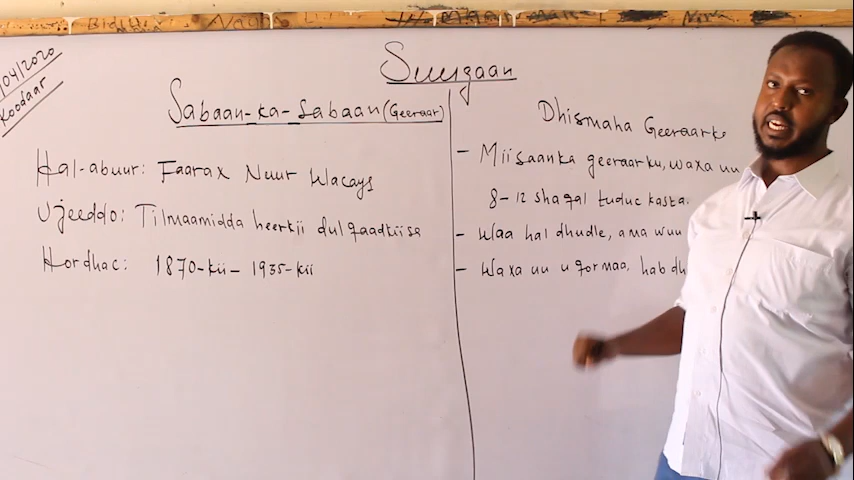 /04/2020
Koodaar
Suugaan
Sabaan-ka-Sabaan (Geeraar)
Hal-abuur: Faarax Nuur Wacays
Ujeeddo: Tilmaamidda heerkii dulqaadkiisa
Hordhac: 1870-kii - 1935-kii
Dhismaha Geeraarka
- Miisaanka geeraarku, waxa uu
8-12 shaqal tuduc kasta.
- Waa hal dhudle, ama wuu
- Waxa uu u qormaa, hab dh